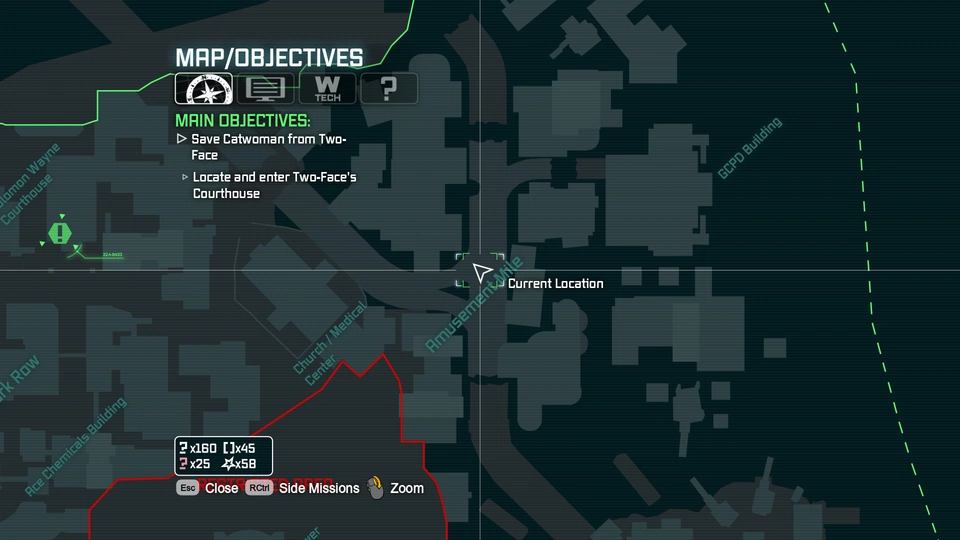 MAP/OBJECTIVES
W
TECH
?
MAIN OBJECTIVES:
Save Catwoman from Two-
Face
Locate and enter Two-Face's
Courthouse
GCPD Building
Wayne
Courthouse
!
Current Location
Amusement Mile
Church / Medical
Center
Row
Ace Chemicals Building
?x160 []x45
?x25 x58
Esc Close RCtrl Side Missions Zoom